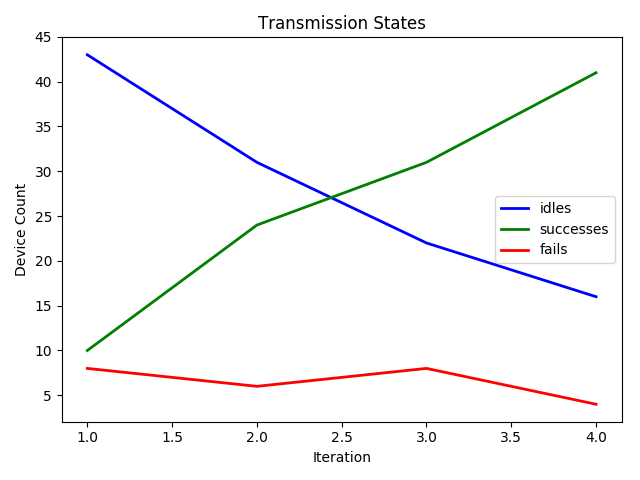 Transmission States
45
40
35
30
25
20
15
10
5
Device Count
idles
successes
fails
1.0 1.5 2.0 2.5 3.0 3.5 4.0
Iteration